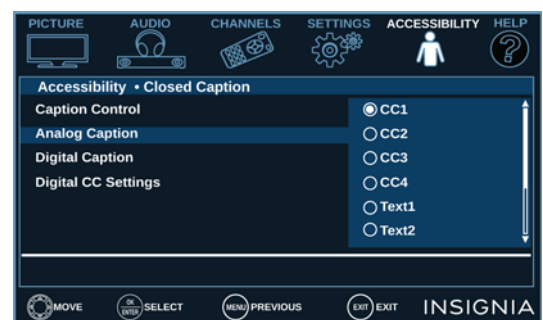 PICTURE AUDIO CHANNELS SETTINGS ACCESSIBILITY HELP
Accessibility • Closed Caption
Caption Control
CC1
Analog Caption
CC2
Digital Caption
CC3
Digital CC Settings
CC4
Text1
Text2
MOVE OK ENTER SELECT MENU PREVIOUS EXIT EXIT INSIGNIA